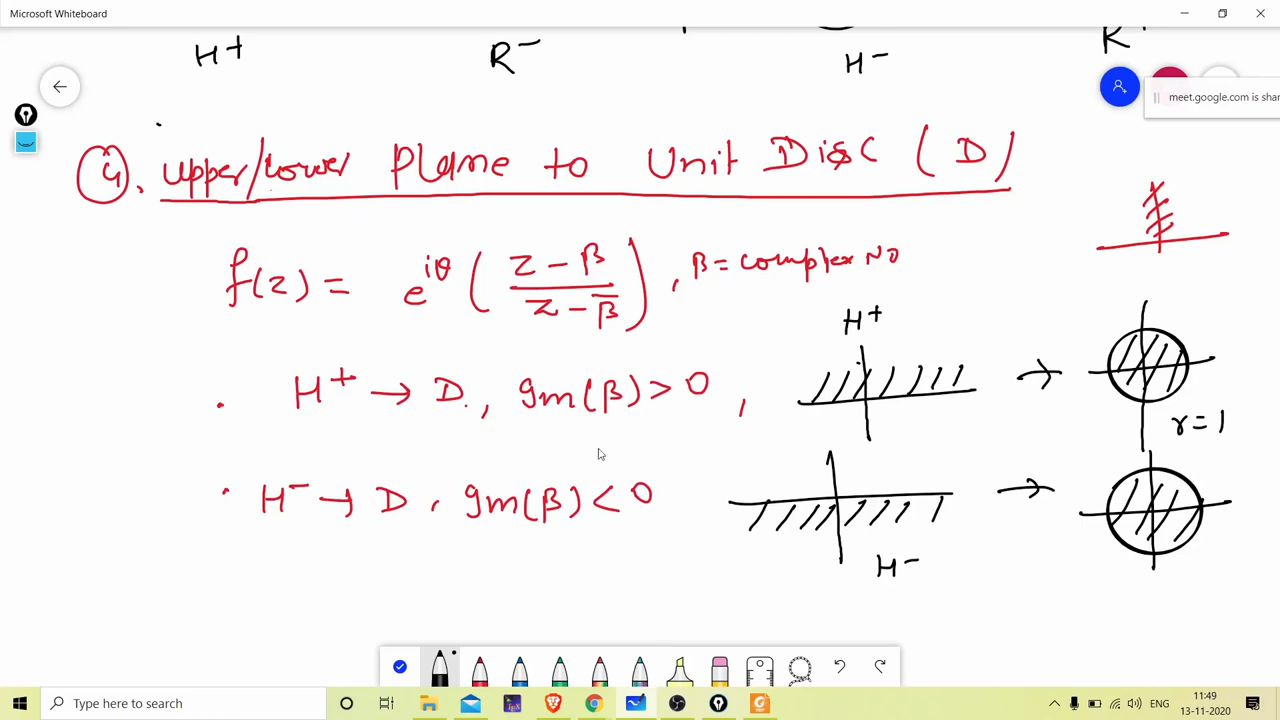 Microsoft Whiteboard
H⁺ R⁻ H⁻ R⁺
meet.google.com is shar
4. Upper/Lower Plane to Unit Disc (D)
f(z) = e^{iθ} ( (z - β) / (z - β̄) ), β = complex No
H⁺
. H⁺ → D., Im(β) > 0,
r = 1
. H⁻ → D, Im(β) < 0
H⁻
Type here to search
11:49
13-11-2020